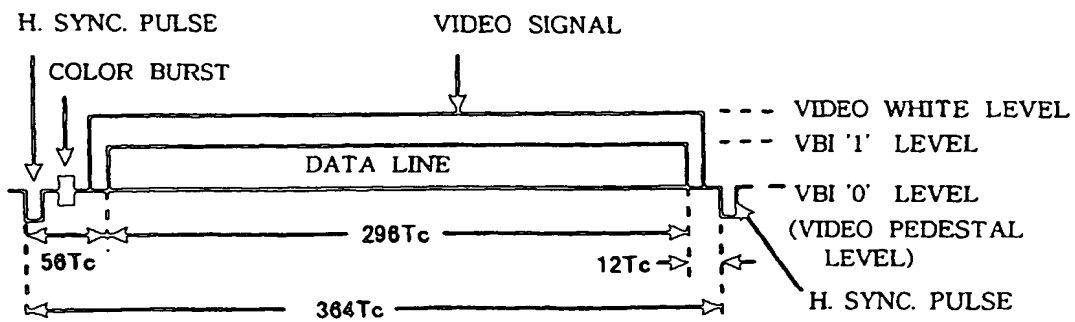 H. SYNC. PULSE
VIDEO SIGNAL
COLOR BURST
VIDEO WHITE LEVEL
VBI '1' LEVEL
DATA LINE
VBI '0' LEVEL
(VIDEO PEDESTAL
LEVEL)
56Tc
296Tc
12Tc
364Tc
H. SYNC. PULSE